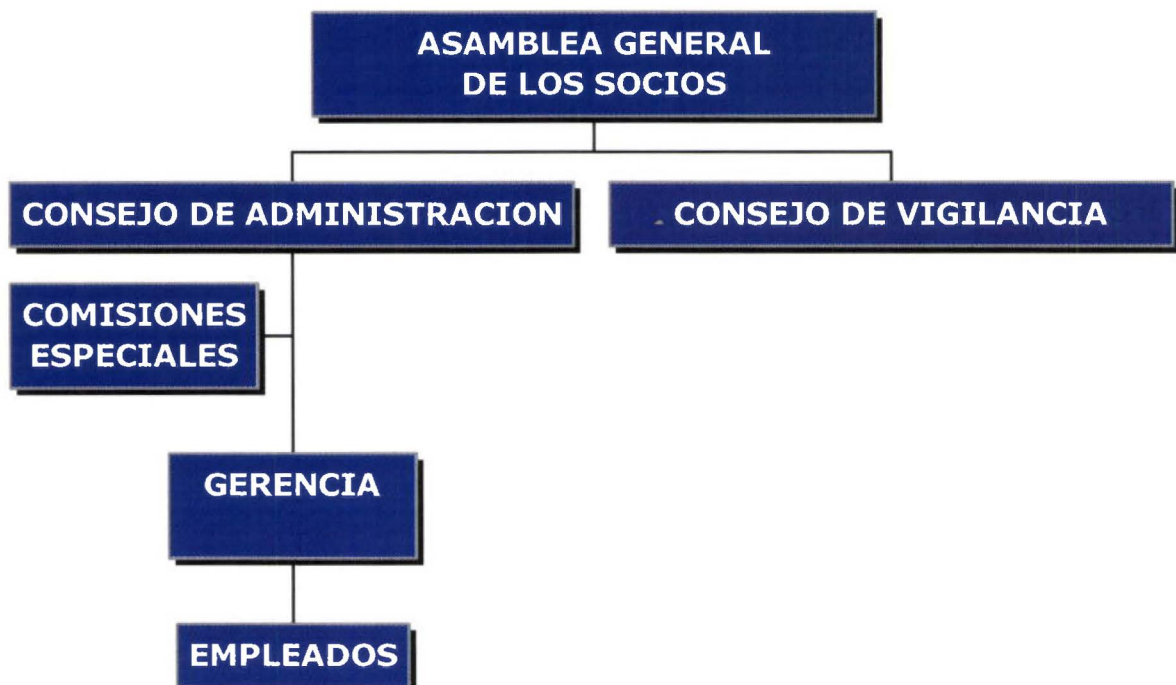 ASAMBLEA GENERAL
DE LOS SOCIOS
CONSEJO DE ADMINISTRACION
CONSEJO DE VIGILANCIA
COMISIONES
ESPECIALES
GERENCIA
EMPLEADOS